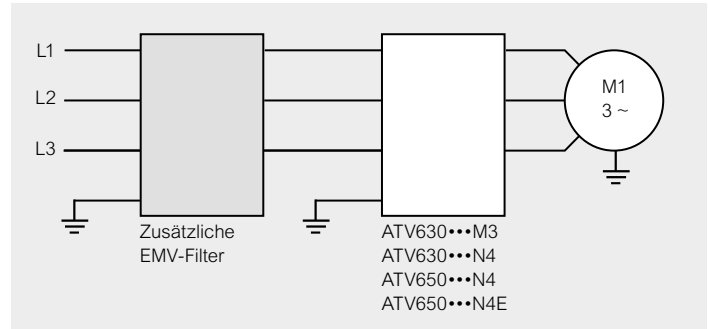 L1
L2
L3
M1
3 ~
Zusätzliche
EMV-Filter
ATV630•••M3
ATV630•••N4
ATV650•••N4
ATV650•••N4E